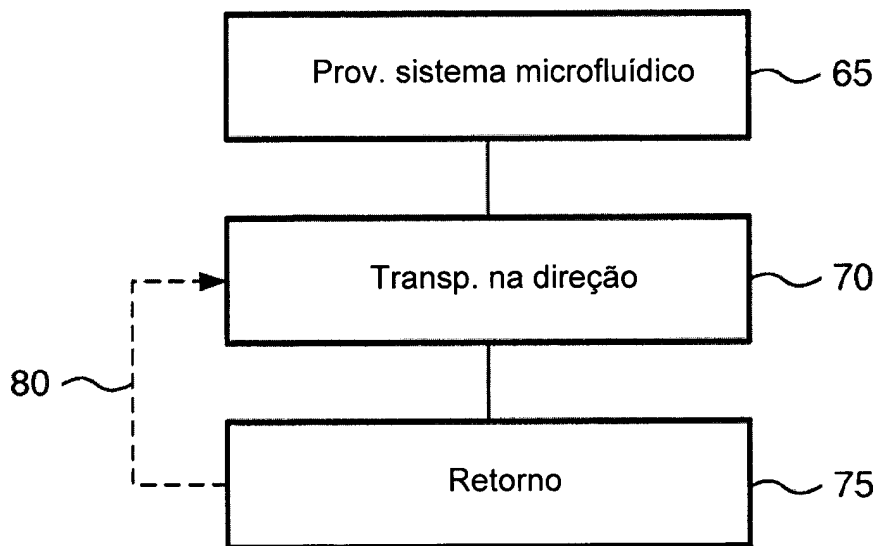 Prov. sistema microfluídico
65
Transp. na direção
70
80
Retorno
75